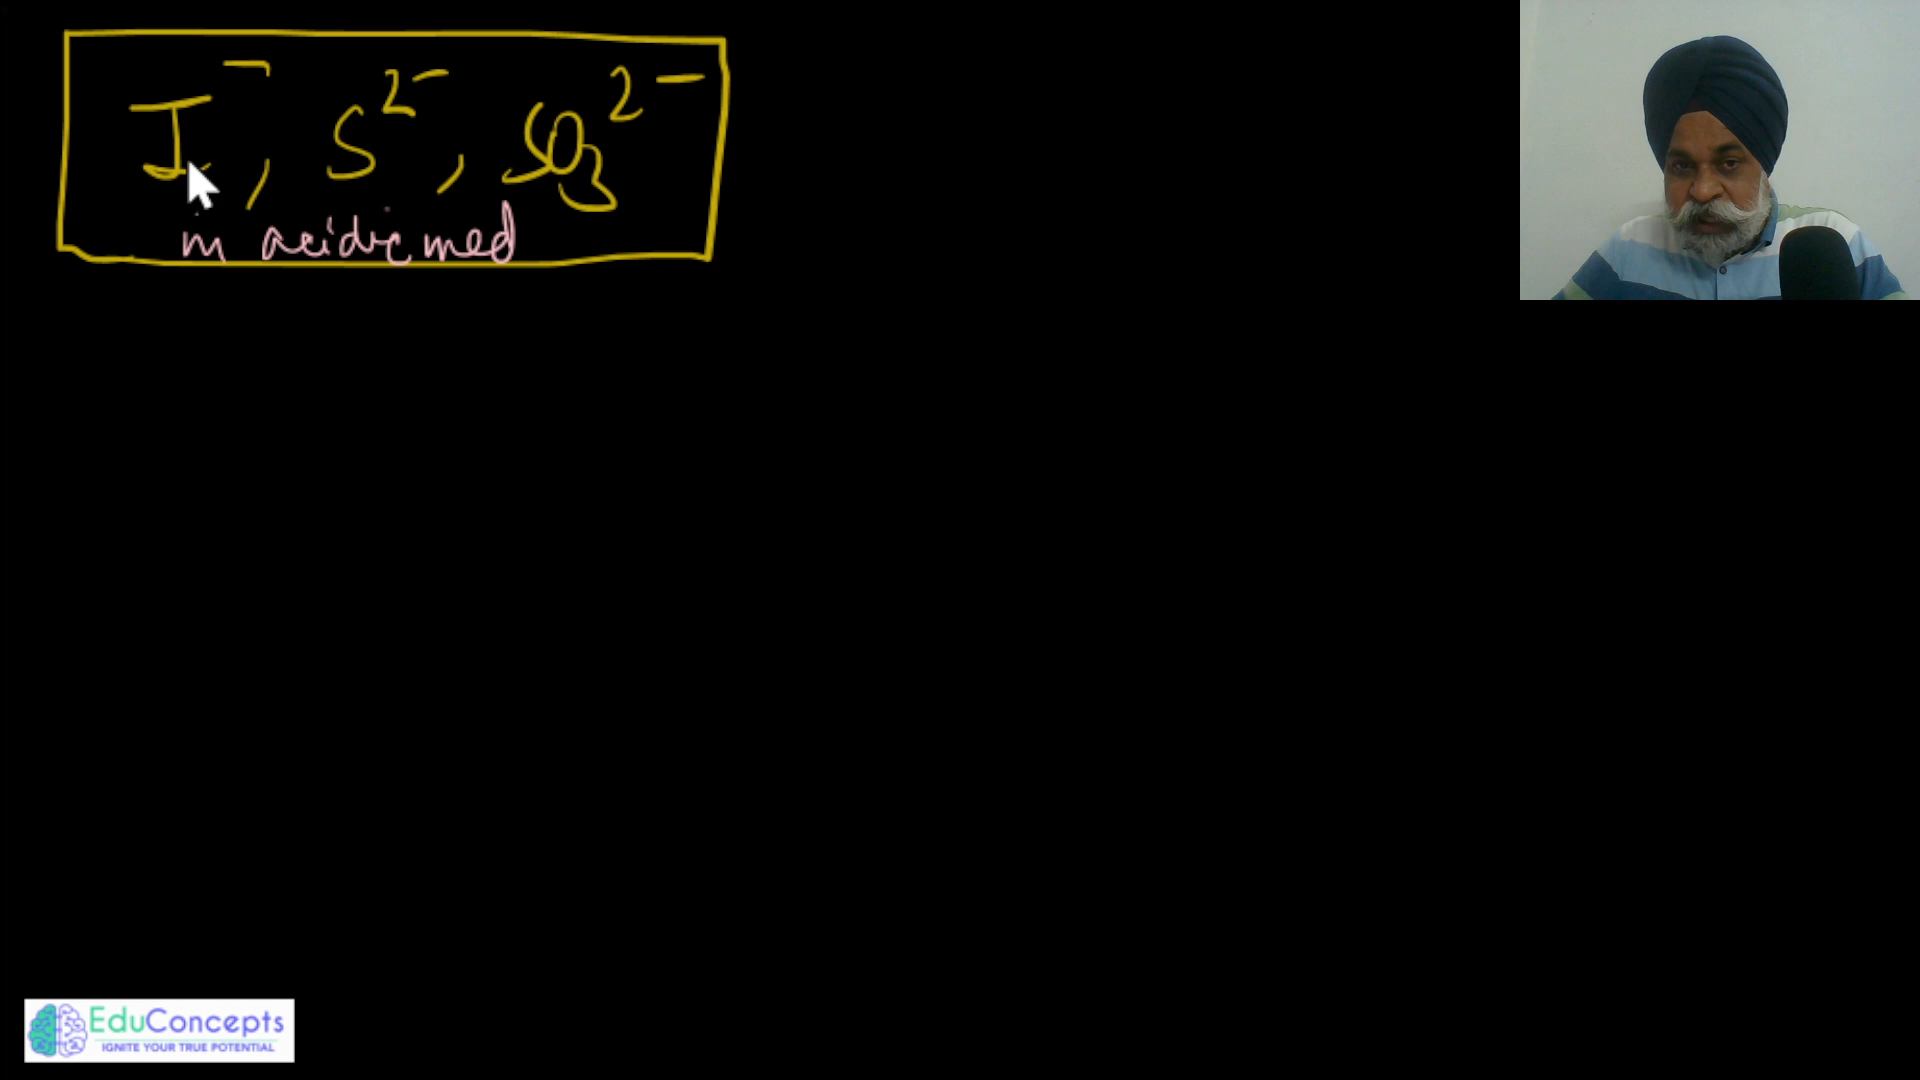 I⁻, S²⁻, SO₃²⁻
in acidic med
EduConcepts
IGNITE YOUR TRUE POTENTIAL